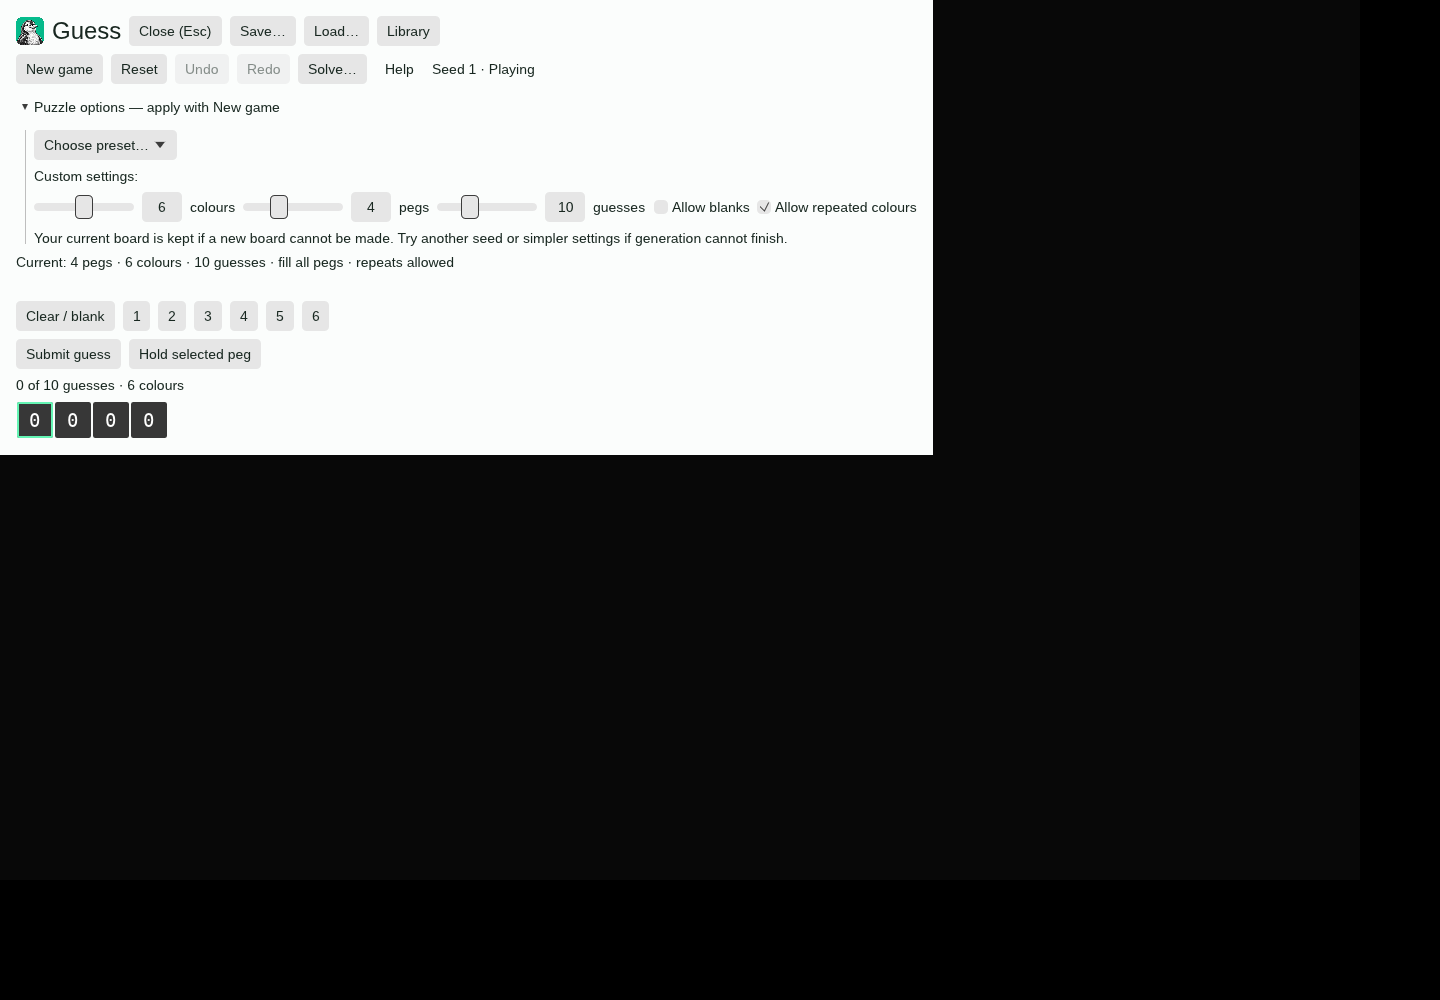 Guess Close (Esc) Save… Load… Library
New game Reset Undo Redo Solve… Help Seed 1 · Playing
Puzzle options — apply with New game
Choose preset…
Custom settings:
6 colours 4 pegs 10 guesses Allow blanks Allow repeated colours
Your current board is kept if a new board cannot be made. Try another seed or simpler settings if generation cannot finish.
Current: 4 pegs · 6 colours · 10 guesses · fill all pegs · repeats allowed
Clear / blank 1 2 3 4 5 6
Submit guess Hold selected peg
0 of 10 guesses · 6 colours
0 0 0 0